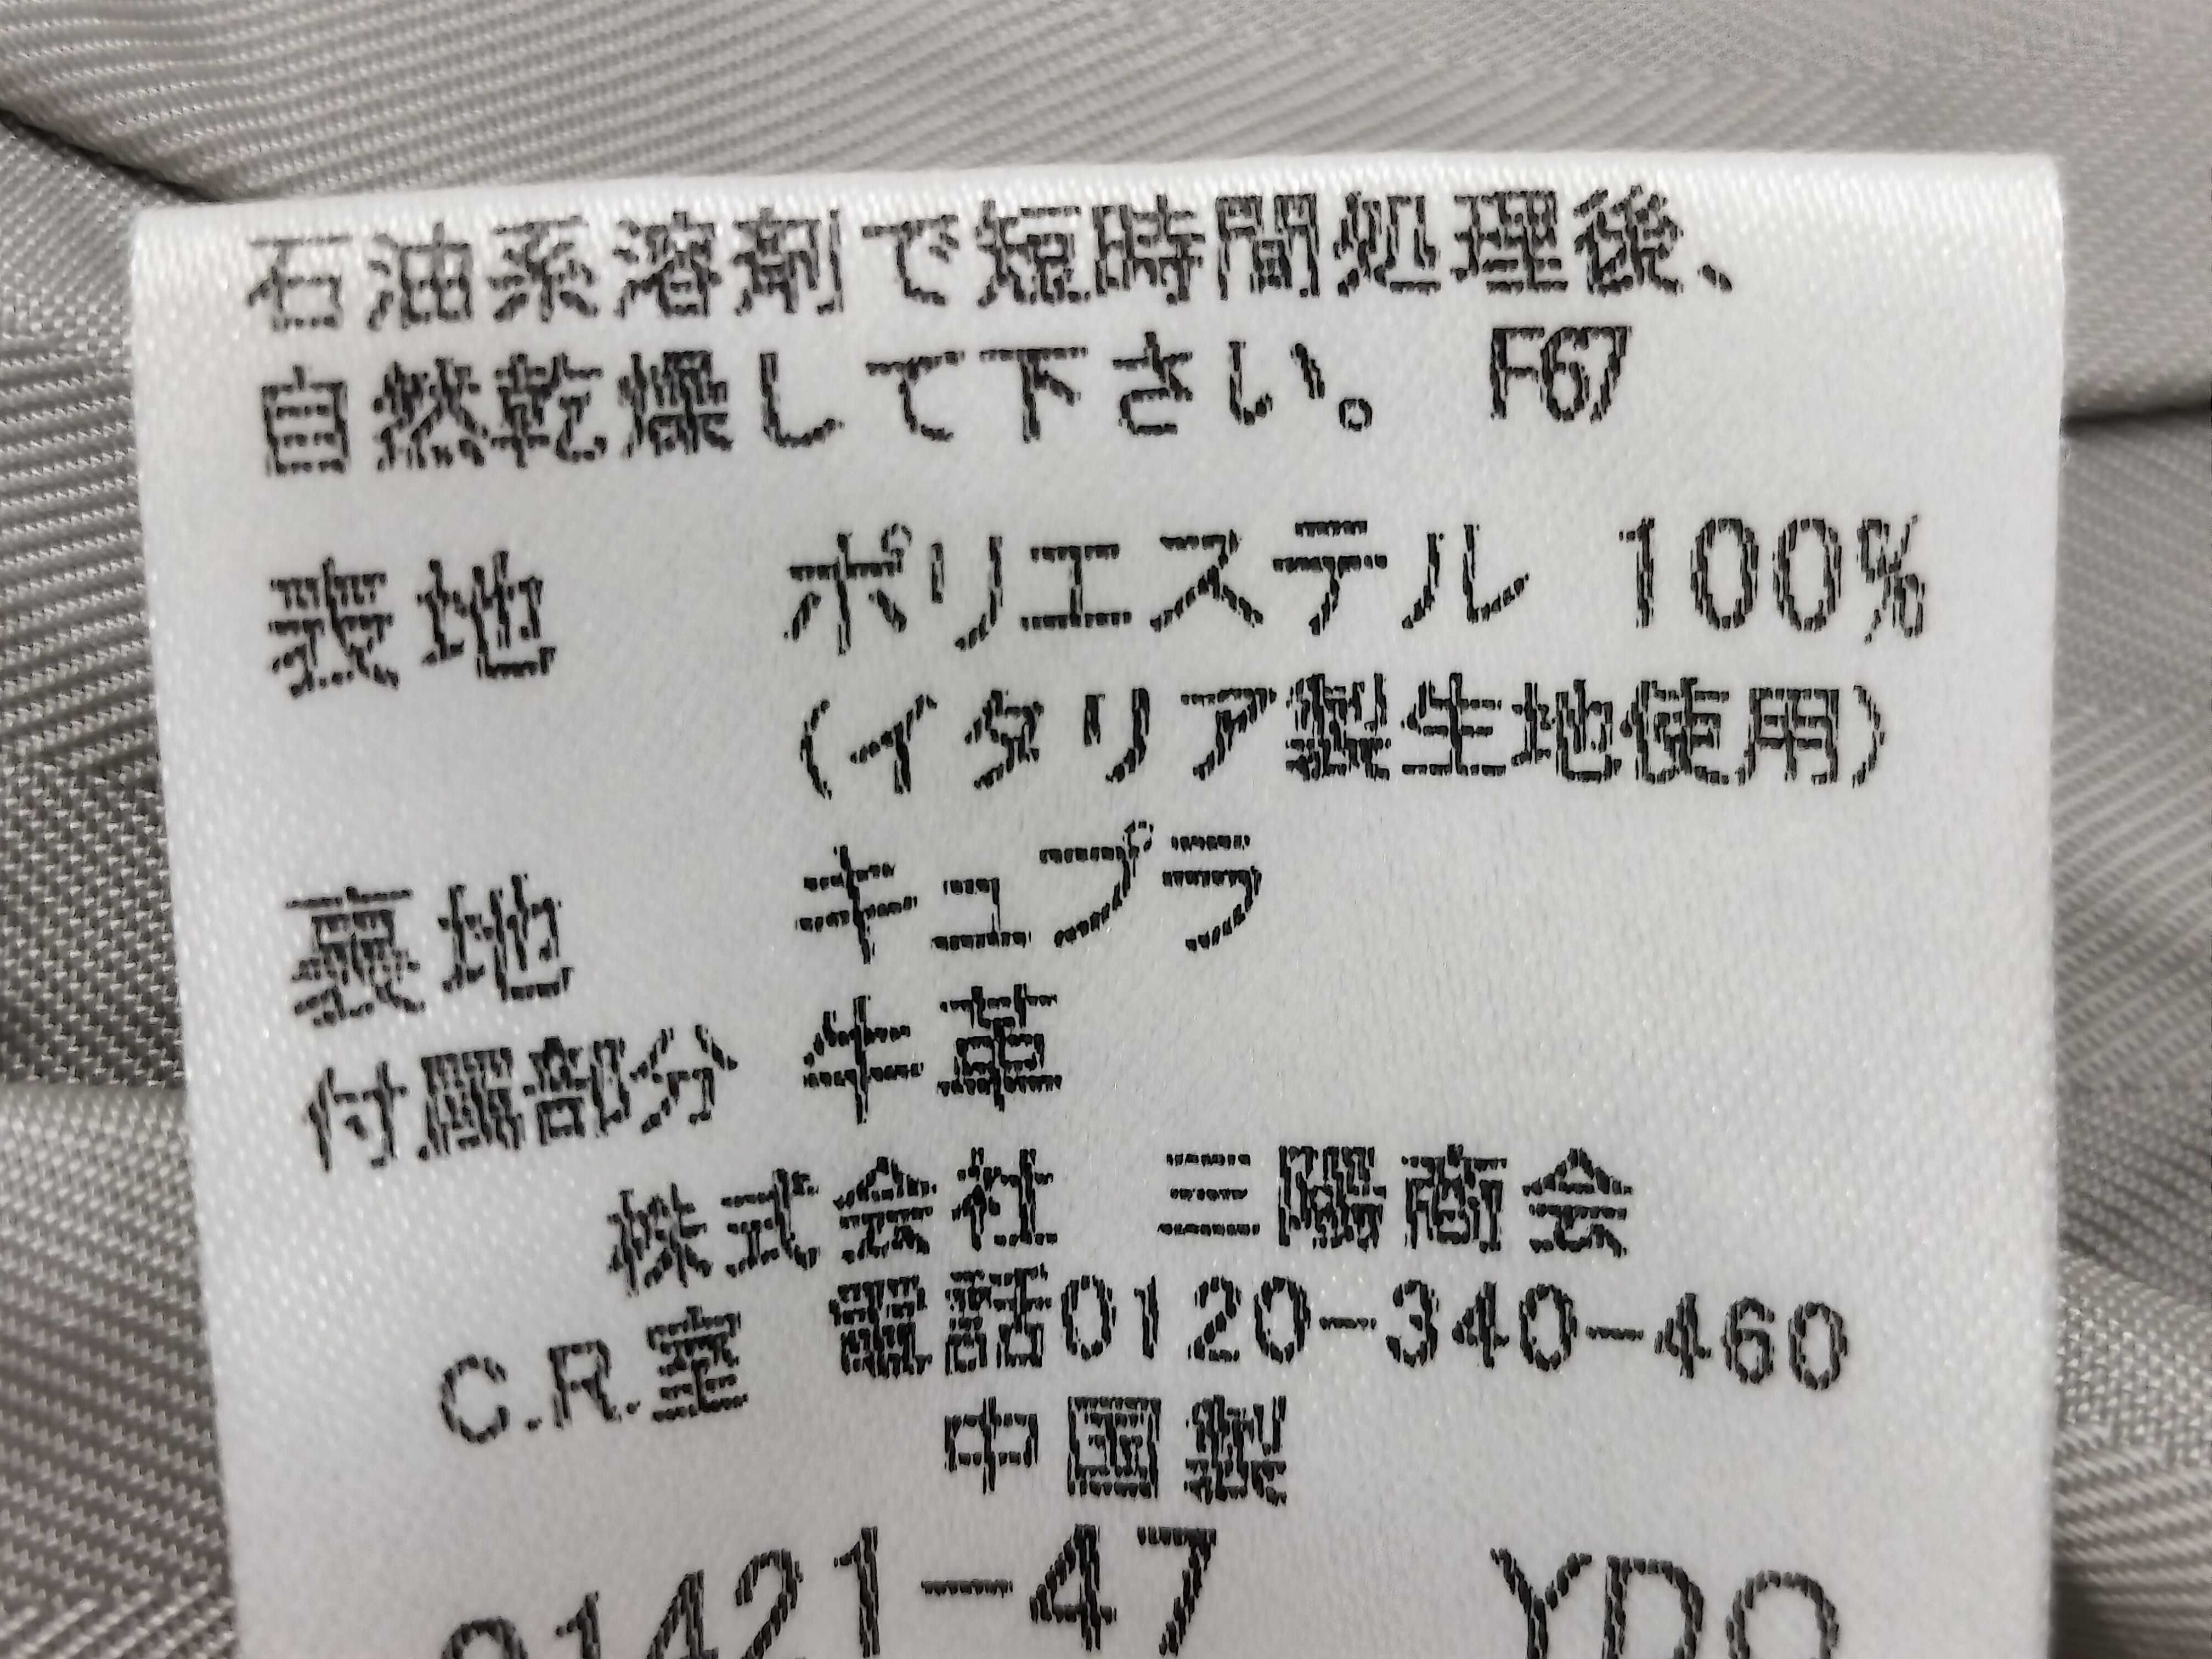 石油系溶剤で短時間処理後、
自然乾燥して下さい。 F67
表地 ポリエステル 100%
(イタリア製生地使用)
裏地 キュプラ
付属部分 牛革
株式会社 三陽商会
C.R.室 電話0120-340-460
中国製
91421-47